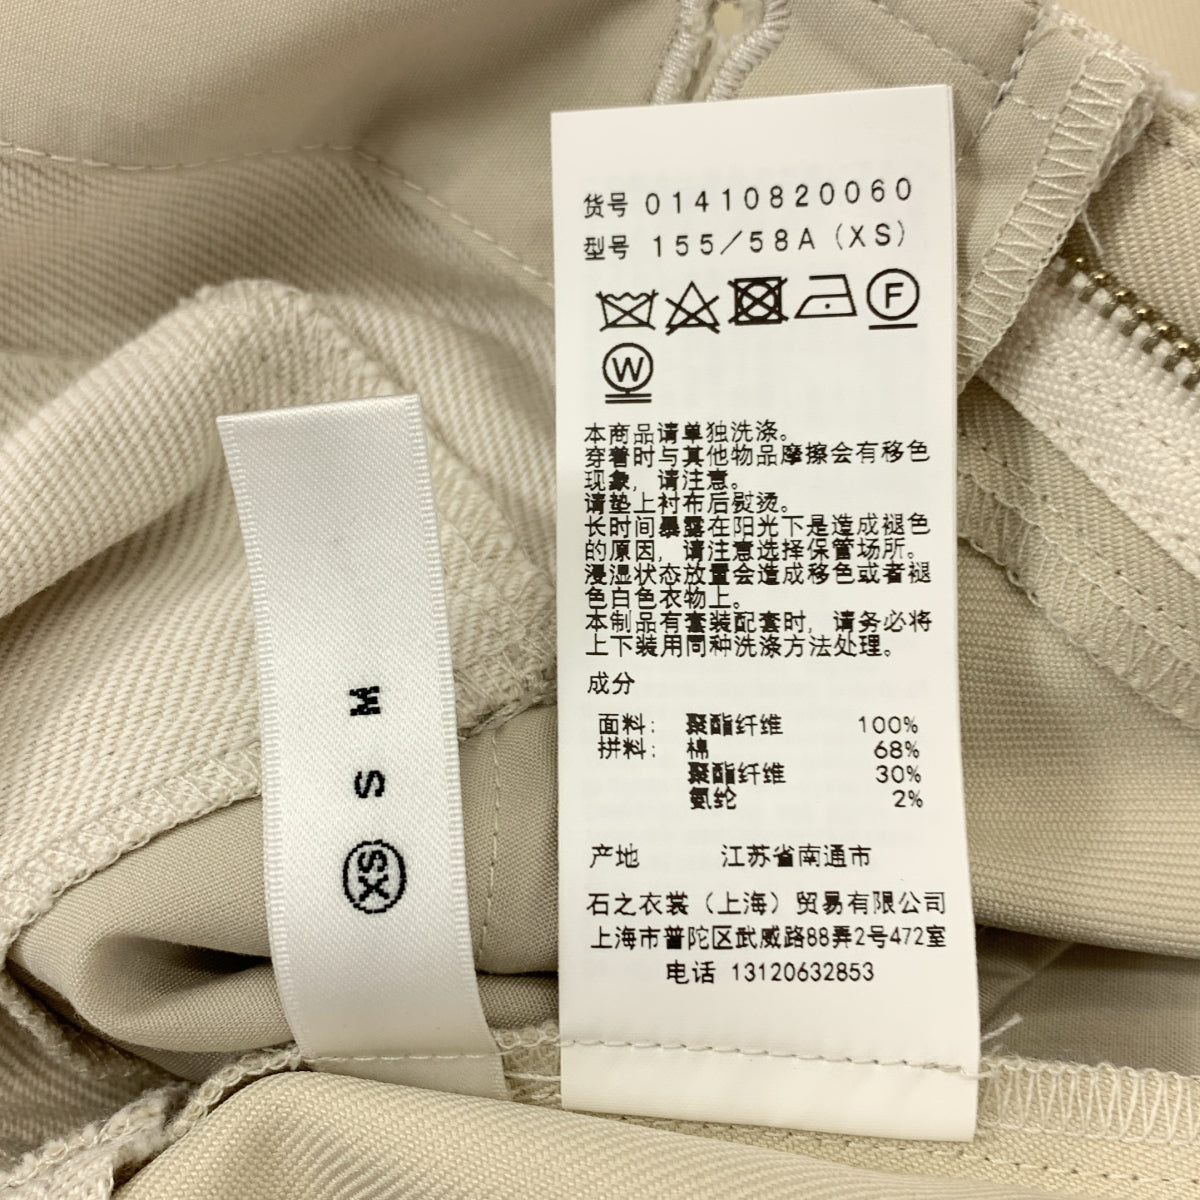 货号 01410820060
型号 155/58A(XS)
F
W
本商品请单独洗涤。
穿着时与其他物品摩擦会有移色
现象,请注意。
请垫上衬布后熨烫。
长时间暴露在阳光下是造成褪色
的原因,请注意选择保管场所。
浸湿状态放置会造成移色或者褪
色白色衣物上。
本制品有套装配套时,请务必将
上下装用同种洗涤方法处理。
成分
面料: 聚酯纤维 100%
拼料: 棉 68%
聚酯纤维 30%
氨纶 2%
产地 江苏省南通市
石之衣裳(上海)贸易有限公司
上海市普陀区武威路88弄2号472室
电话 13120632853
M
S
XS